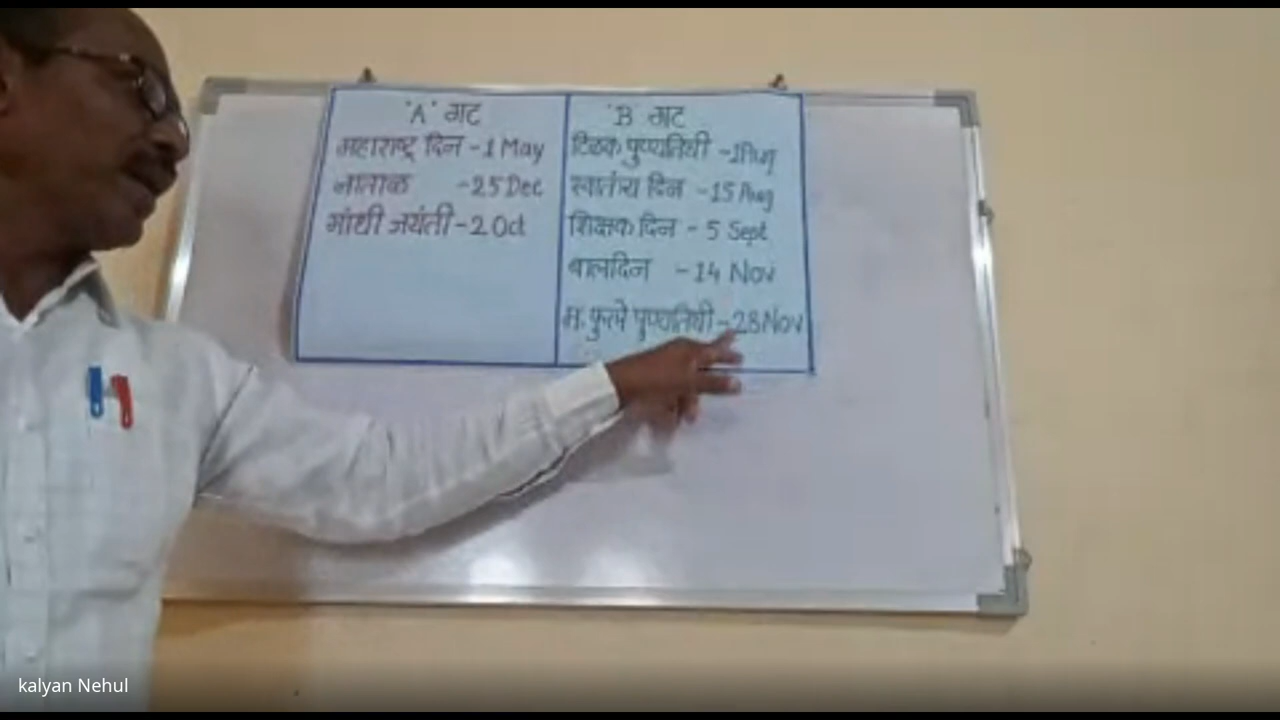 'A' गट
महाराष्ट्र दिन - 1 May
नाताळ - 25 Dec
गांधी जयंती - 2 Oct
'B' गट
टिळक पुण्यतिथी - 1 Aug
स्वातंत्र्य दिन - 15 Aug
शिक्षक दिन - 5 Sept
बालदिन - 14 Nov
म. फुले पुण्यतिथी - 28 Nov
kalyan Nehul